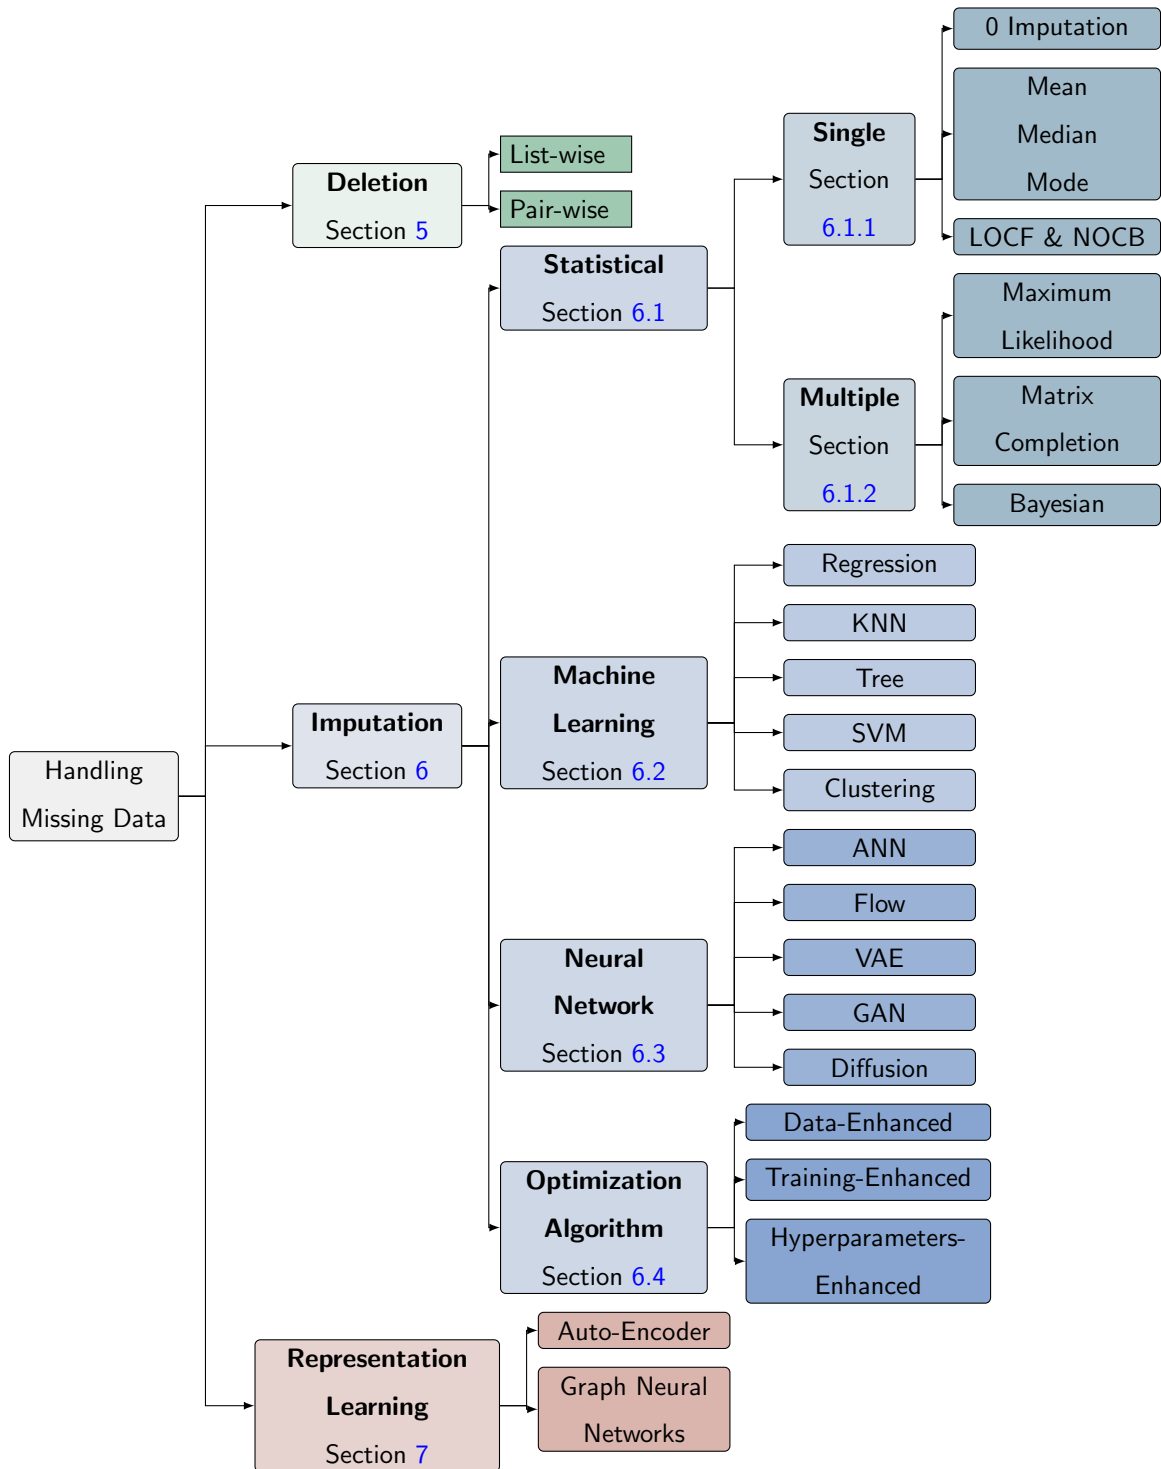 Handling
Missing Data
Deletion
Section 5
List-wise
Pair-wise
Imputation
Section 6
Statistical
Section 6.1
Single
Section
6.1.1
0 Imputation
Mean
Median
Mode
LOCF & NOCB
Multiple
Section
6.1.2
Maximum
Likelihood
Matrix
Completion
Bayesian
Machine
Learning
Section 6.2
Regression
KNN
Tree
SVM
Clustering
Neural
Network
Section 6.3
ANN
Flow
VAE
GAN
Diffusion
Optimization
Algorithm
Section 6.4
Data-Enhanced
Training-Enhanced
Hyperparameters-
Enhanced
Representation
Learning
Section 7
Auto-Encoder
Graph Neural
Networks